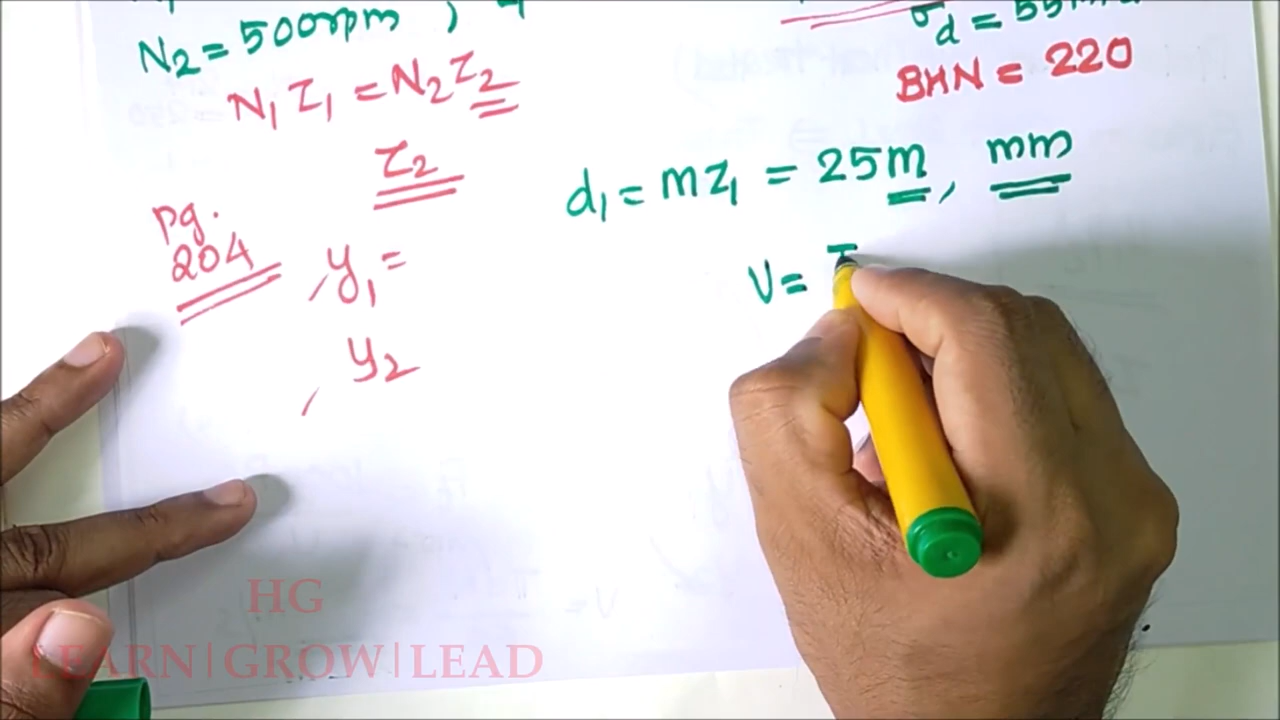 N2 = 500rpm ,
σd = 55
BHN = 220
N1 Z1 = N2 Z2
Z2
d1 = mZ1 = 25m , mm
pg.
204
y1 =
y2
V =
HG
LEARN|GROW|LEAD